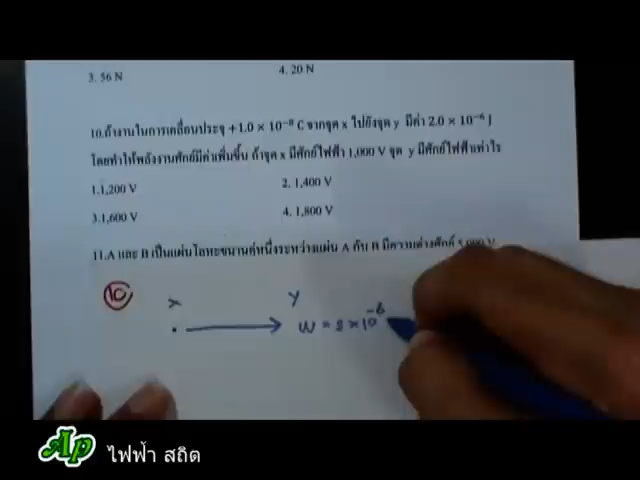 3. 56 N
4. 20 N
10.ถ้างานในการเคลื่อนประจุ +1.0 × 10⁻⁸ C จากจุด x ไปยังจุด y มีค่า 2.0 × 10⁻⁶ J
โดยทำให้พลังงานศักย์มีค่าเพิ่มขึ้น ถ้าจุด x มีศักย์ไฟฟ้า 1,000 V จุด y มีศักย์ไฟฟ้าเท่าไร
1.1,200 V
2. 1,400 V
3.1,600 V
4. 1,800 V
11.A และ B เป็นแผ่นโลหะขนานคู่หนึ่งระหว่างแผ่น A กับ B มีความต่างศักย์
10
x
y
W = 2 × 10⁻⁶
Ap ไฟฟ้า สถิต